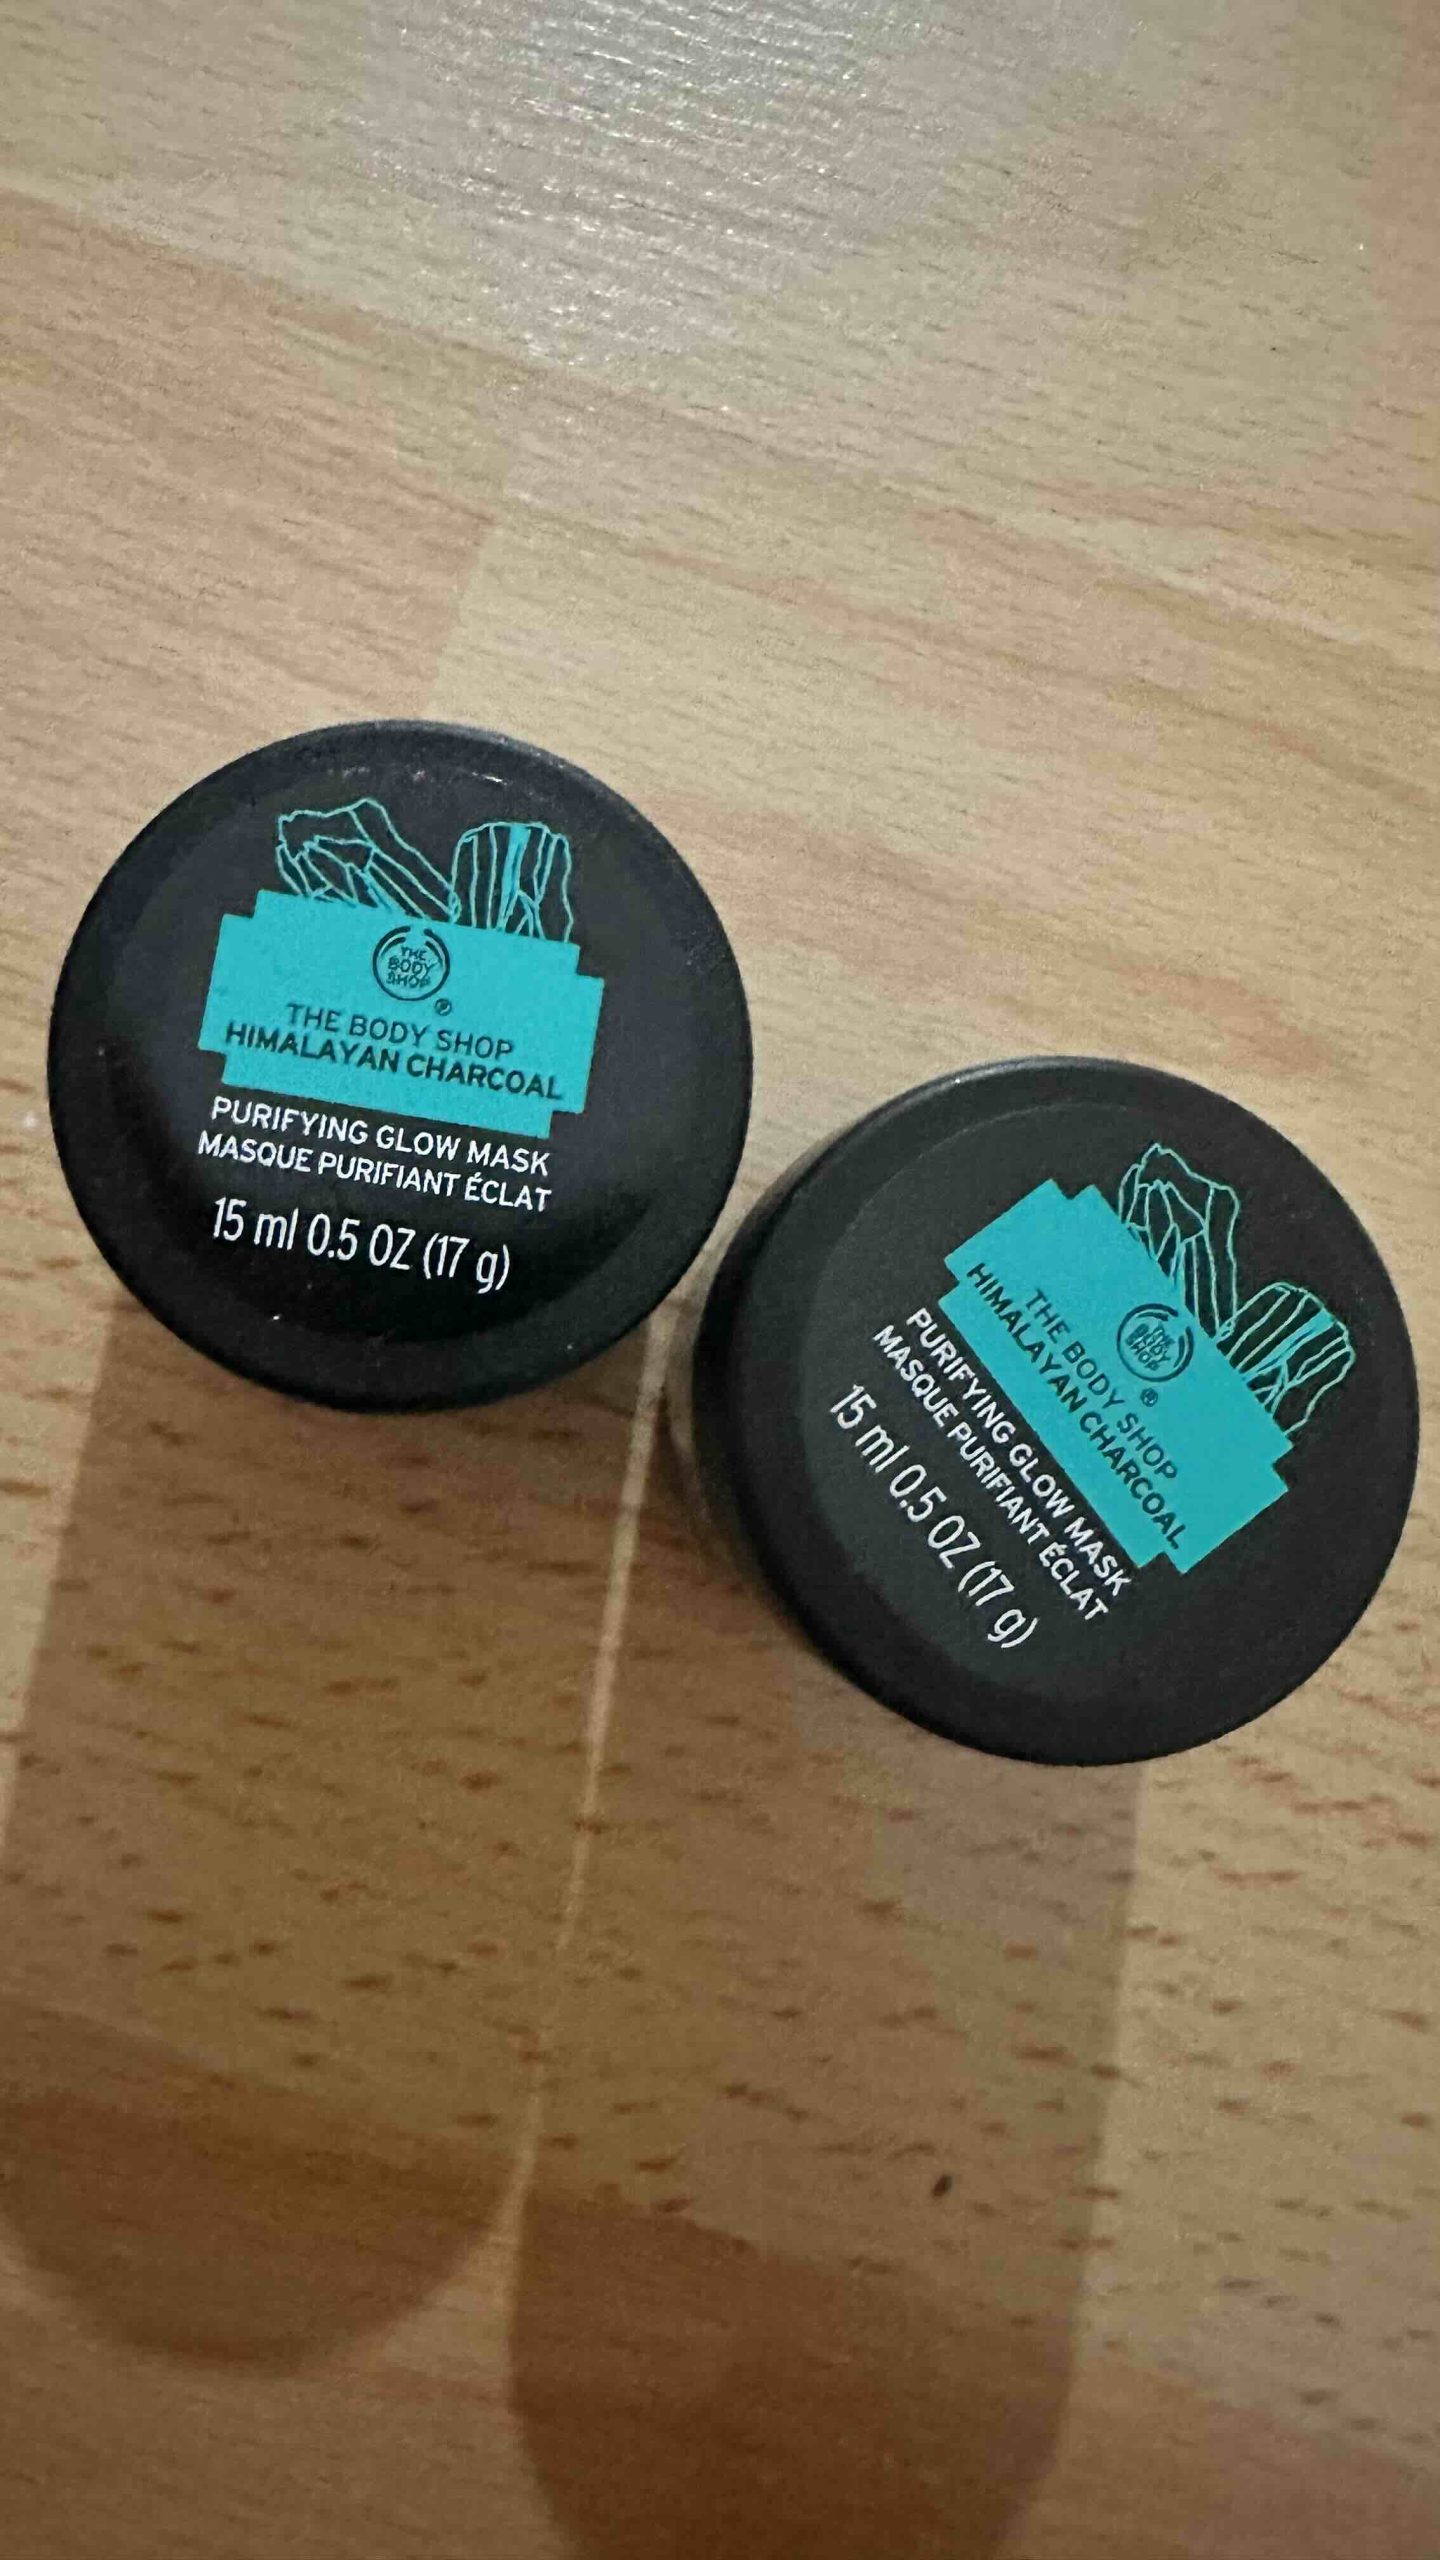 THE
BODY
SHOP
®
THE BODY SHOP
HIMALAYAN CHARCOAL
PURIFYING GLOW MASK
MASQUE PURIFIANT ÉCLAT
15 ml 0.5 OZ (17 g)
THE
BODY
SHOP
®
THE BODY SHOP
HIMALAYAN CHARCOAL
PURIFYING GLOW MASK
MASQUE PURIFIANT ÉCLAT
15 ml 0.5 OZ (17 g)